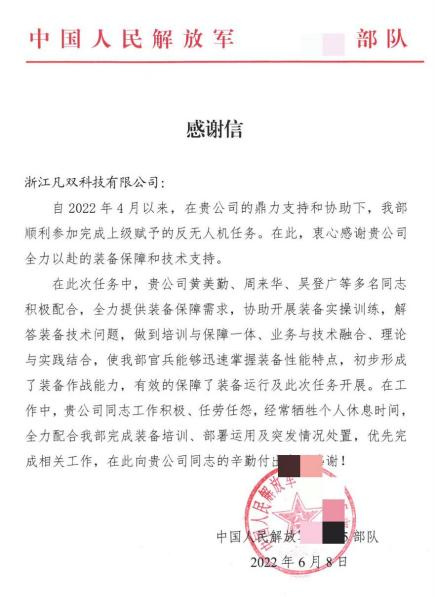 中国人民解放军 部队
感谢信
浙江凡双科技有限公司：
自 2022 年 4 月以来，在贵公司的鼎力支持和协助下，我部
顺利参加完成上级赋予的反无人机任务。在此，衷心感谢贵公司
全力以赴的装备保障和技术支持。
在此次任务中，贵公司黄美勤、周来华、吴登广等多名同志
积极配合，全力提供装备保障需求，协助开展装备实操训练，解
答装备技术问题，做到培训与保障一体、业务与技术融合、理论
与实践结合，使我部官兵能够迅速掌握装备性能特点，初步形成
了装备作战能力，有效的保障了装备运行及此次任务开展。在工
作中，贵公司同志工作积极、任劳任怨，经常牺牲个人休息时间，
全力配合我部完成装备培训、部署运用及突发情况处置，优先完
成相关工作，在此向贵公司同志的辛勤付出 感谢！
中国人民解放军
中国人民解放军 部队
2022 年 6 月 8 日